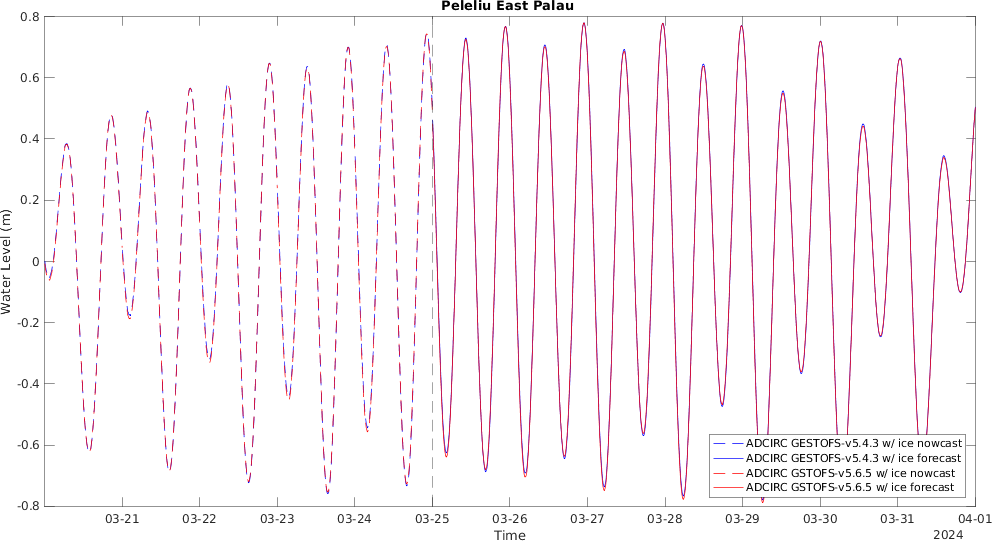 Peleliu East Palau
0.8
0.6
0.4
0.2
0
-0.2
-0.4
-0.6
-0.8
Water Level (m)
ADCIRC GESTOFS-v5.4.3 w/ ice nowcast
ADCIRC GESTOFS-v5.4.3 w/ ice forecast
ADCIRC GSTOFS-v5.6.5 w/ ice nowcast
ADCIRC GSTOFS-v5.6.5 w/ ice forecast
03-21 03-22 03-23 03-24 03-25 03-26 03-27 03-28 03-29 03-30 03-31 04-01
Time
2024